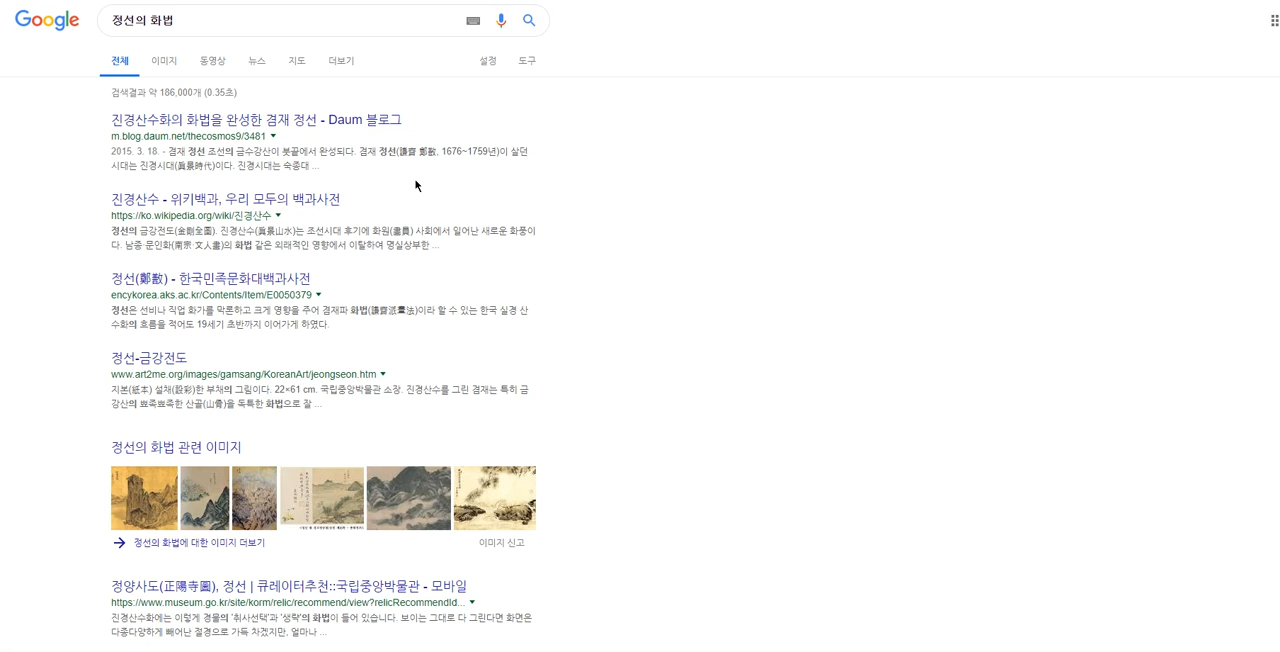 Google
정선의 화법
전체 이미지 동영상 뉴스 지도 더보기 설정 도구
검색결과 약 186,000개 (0.35초)
진경산수화의 화법을 완성한 겸재 정선 - Daum 블로그
m.blog.daum.net/thecosmos9/3481
2015. 3. 18. - 겸재 정선 조선의 금수강산이 붓끝에서 완성되다. 겸재 정선(謙齋 鄭敾, 1676~1759년)이 살던
시대는 진경시대(眞景時代)이다. 진경시대는 숙종대 ...
진경산수 - 위키백과, 우리 모두의 백과사전
https://ko.wikipedia.org/wiki/진경산수
정선의 금강전도(金剛全圖). 진경산수(眞景山水)는 조선시대 후기에 화원(畫員) 사회에서 일어난 새로운 화풍이
다. 남종·문인화(南宗·文人畵)의 화법 같은 외래적인 영향에서 이탈하여 명실상부한 ...
정선(鄭敾) - 한국민족문화대백과사전
encykorea.aks.ac.kr/Contents/Item/E0050379
정선은 선비나 직업 화가를 막론하고 크게 영향을 주어 겸재파 화법(謙齋派畫法)이라 할 수 있는 한국 실경 산
수화의 흐름을 적어도 19세기 초반까지 이어가게 하였다.
정선-금강전도
www.art2me.org/images/gamsang/KoreanArt/jeongseon.htm
지본(紙本) 설채(設彩)한 부채의 그림이다. 22×61 cm. 국립중앙박물관 소장. 진경산수를 그린 겸재는 특히 금
강산의 뾰족뾰족한 산골(山骨)을 독특한 화법으로 잘 ...
정선의 화법 관련 이미지
정선의 화법에 대한 이미지 더보기 이미지 신고
정양사도(正陽寺圖), 정선 | 큐레이터추천::국립중앙박물관 - 모바일
https://www.museum.go.kr/site/korm/relic/recommend/view?relicRecommendId...
진경산수화에는 이렇게 경물의 '취사선택'과 '생략'의 화법이 들어 있습니다. 보이는 그대로 다 그린다면 화면은
다종다양하게 빼어난 절경으로 가득 차겠지만, 얼마나 ...